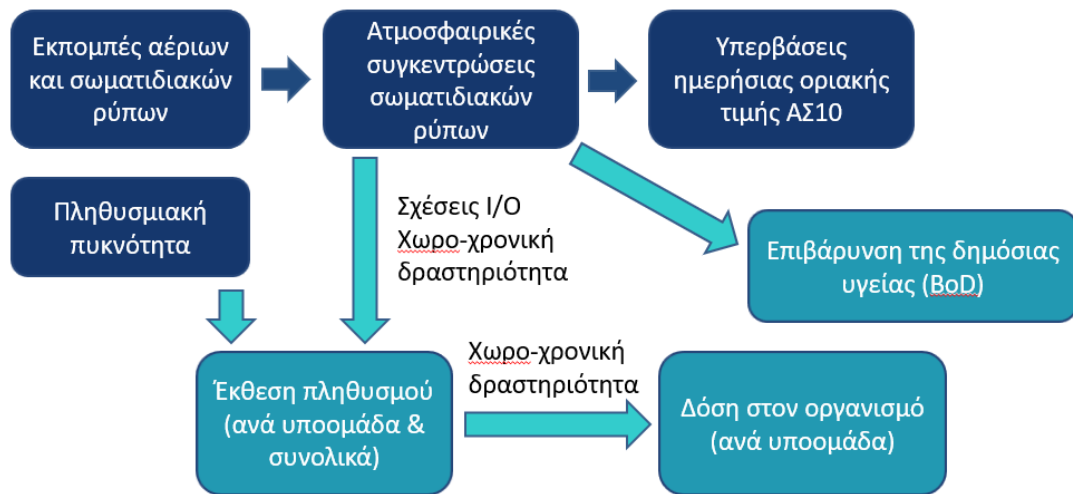 Εκπομπές αέριων
και σωματιδιακών
ρύπων
Ατμοσφαιρικές
συγκεντρώσεις
σωματιδιακών
ρύπων
Υπερβάσεις
ημερήσιας οριακής
τιμής ΑΣ10
Πληθυσμιακή
πυκνότητα
Σχέσεις I/O
Χωρο-χρονική
δραστηριότητα
Επιβάρυνση της δημόσιας
υγείας (BoD)
Έκθεση πληθυσμού
(ανά υποομάδα &
συνολικά)
Χωρο-χρονική
δραστηριότητα
Δόση στον οργανισμό
(ανά υποομάδα)